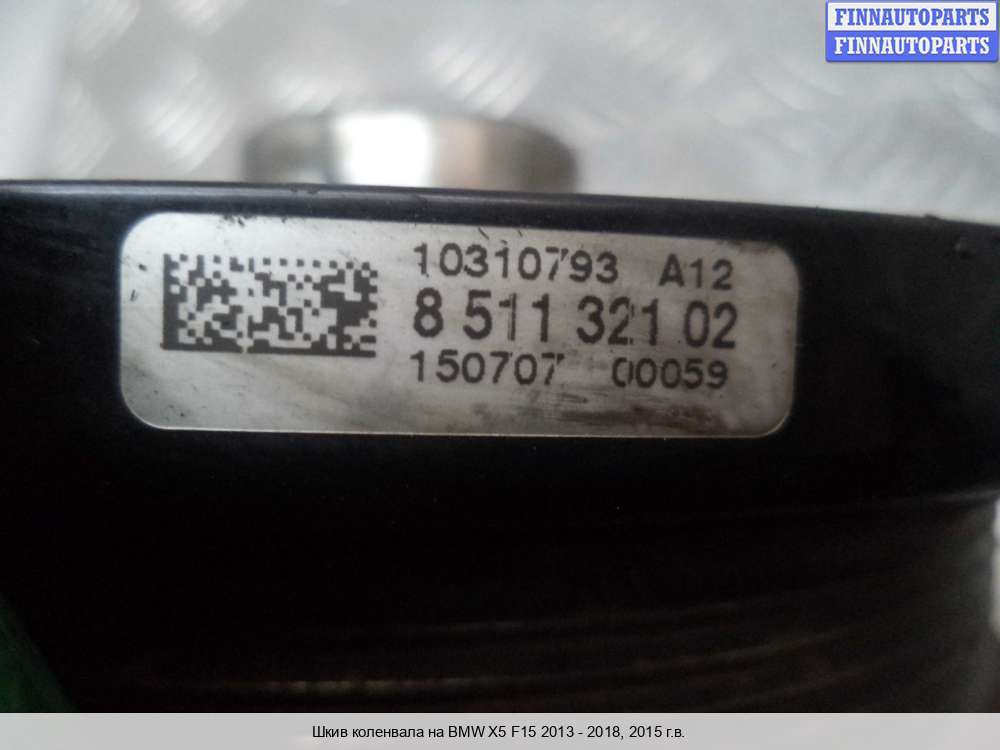 FINNAUTOPARTS
FINNAUTOPARTS
10310793 A12
8 511 321 02
150707 00059
Шкив коленвала на BMW X5 F15 2013 - 2018, 2015 г.в.